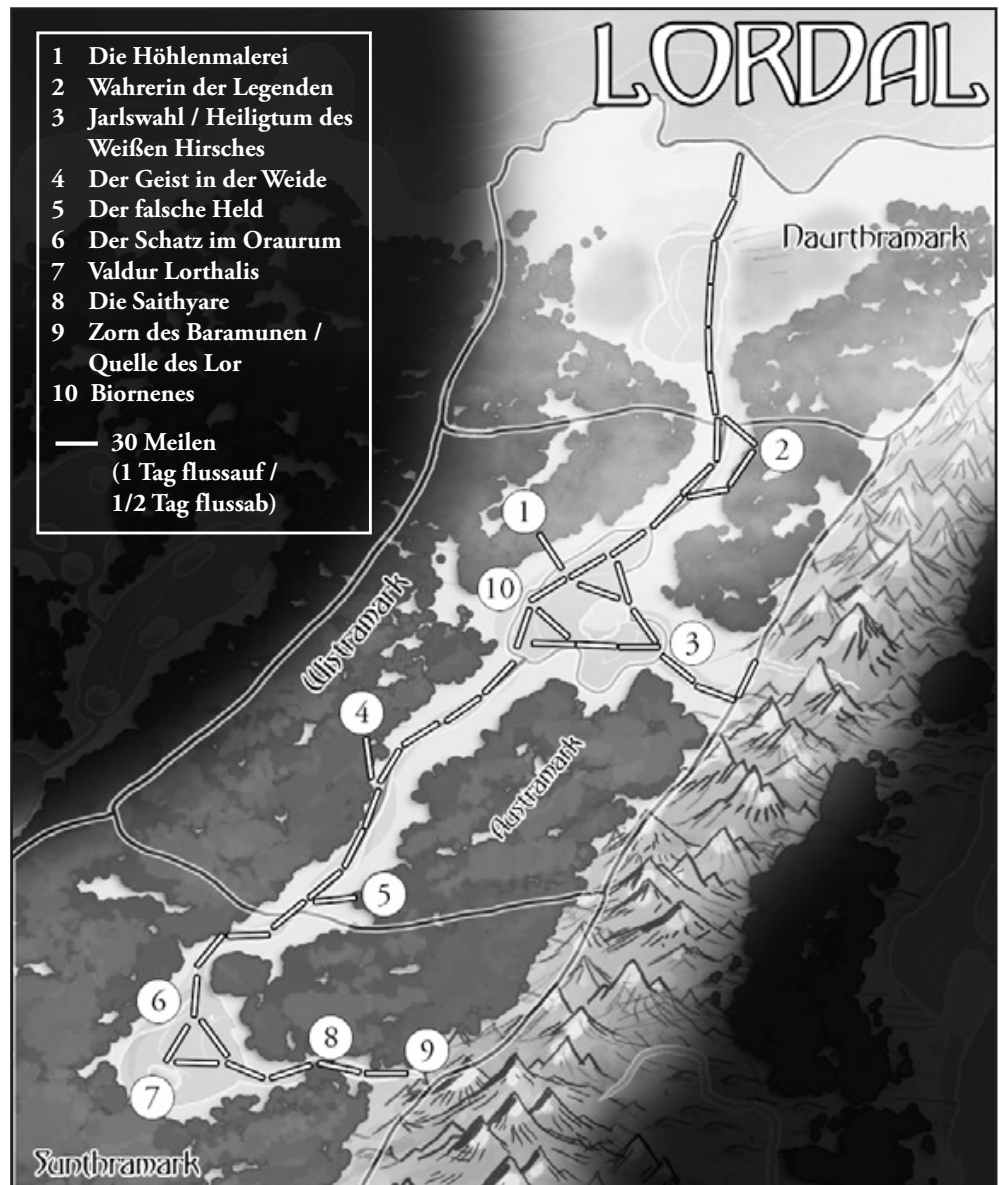 LORDAL
1 Die Höhlenmalerei
2 Wahrerin der Legenden
3 Jarlswahl / Heiligtum des
Weißen Hirsches
4 Der Geist in der Weide
5 Der falsche Held
6 Der Schatz im Oraurum
7 Valdur Lorthalis
8 Die Saithyare
9 Zorn des Baramunen /
Quelle des Lor
10 Biornenes
30 Meilen
(1 Tag flussauf /
1/2 Tag flussab)
Naurthramark
2
1
10
Wistramark
3
4
Austramark
5
6
8
9
7
Sunthramark